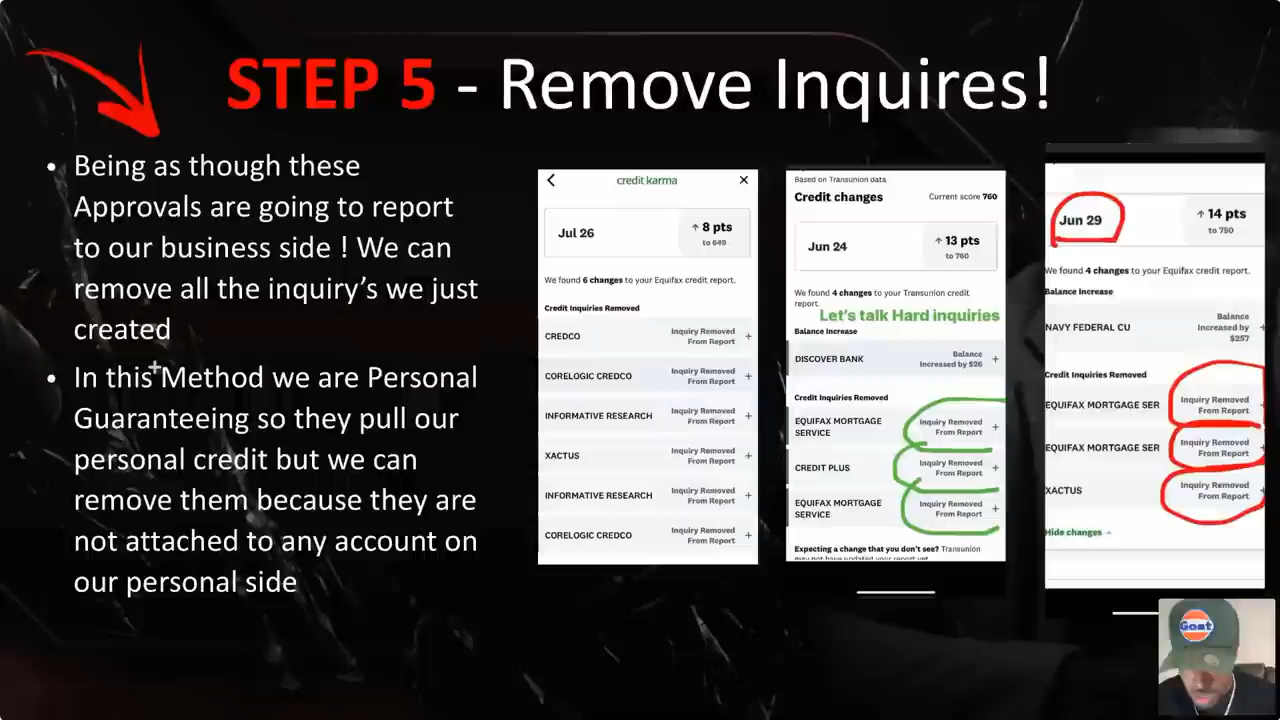 STEP 5 - Remove Inquires!
• Being as though these
Approvals are going to report
to our business side ! We can
remove all the inquiry's we just
created
• In this Method we are Personal
Guaranteeing so they pull our
personal credit but we can
remove them because they are
not attached to any account on
our personal side
credit karma
Jul 26
↑ 8 pts
to 649
We found 6 changes to your Equifax credit report.
Credit Inquiries Removed
CREDCO
Inquiry Removed
From Report
CORELOGIC CREDCO
Inquiry Removed
From Report
INFORMATIVE RESEARCH
Inquiry Removed
From Report
XACTUS
Inquiry Removed
From Report
INFORMATIVE RESEARCH
Inquiry Removed
From Report
CORELOGIC CREDCO
Inquiry Removed
From Report
Based on Transunion data
Credit changes
Current score 760
Jun 24
↑ 13 pts
to 760
We found 4 changes to your Transunion credit
report.
Let's talk Hard inquiries
Balance Increase
DISCOVER BANK
Balance
Increased by $26
Credit Inquiries Removed
EQUIFAX MORTGAGE
SERVICE
Inquiry Removed
From Report
CREDIT PLUS
Inquiry Removed
From Report
EQUIFAX MORTGAGE
SERVICE
Inquiry Removed
From Report
Expecting a change that you don't see? Transunion
may not have updated your report yet
Jun 29
↑ 14 pts
to 750
We found 4 changes to your Equifax credit report.
Balance Increase
NAVY FEDERAL CU
Balance
Increased by
$257
Credit Inquiries Removed
EQUIFAX MORTGAGE SER
Inquiry Removed
From Report
EQUIFAX MORTGAGE SER
Inquiry Removed
From Report
XACTUS
Inquiry Removed
From Report
Hide changes
Goat